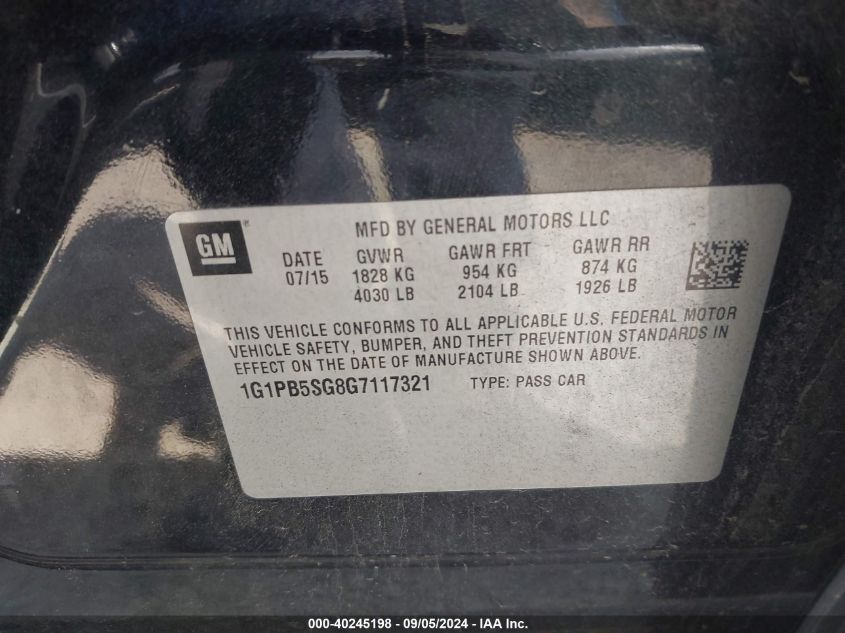 GM ®
MFD BY GENERAL MOTORS LLC
DATE GVWR GAWR FRT GAWR RR
07/15 1828 KG 954 KG 874 KG
4030 LB 2104 LB 1926 LB
THIS VEHICLE CONFORMS TO ALL APPLICABLE U.S. FEDERAL MOTOR
VEHICLE SAFETY, BUMPER, AND THEFT PREVENTION STANDARDS IN
EFFECT ON THE DATE OF MANUFACTURE SHOWN ABOVE.
1G1PB5SG8G7117321 TYPE: PASS CAR
000-40245198 - 09/05/2024 - IAA Inc.